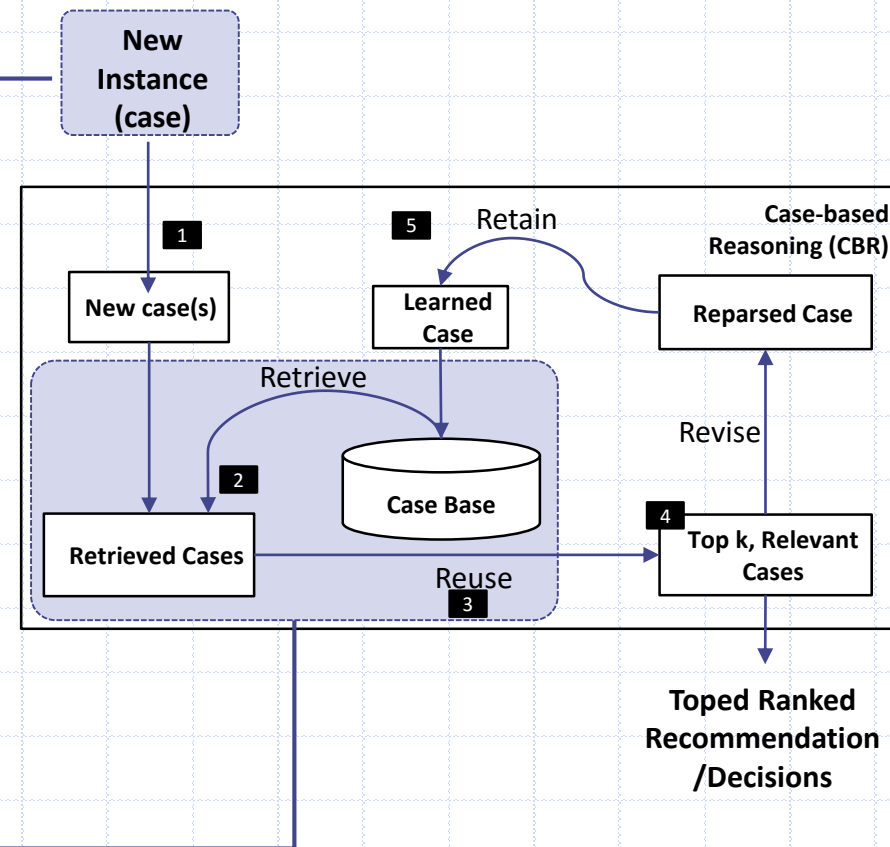 New
Instance
(case)
1
5
Retain
Case-based
Reasoning (CBR)
New case(s)
Learned
Case
Reparsed Case
Retrieve
Revise
2
Case Base
4
Retrieved Cases
Top k, Relevant
Cases
Reuse
3
Toped Ranked
Recommendation
/Decisions